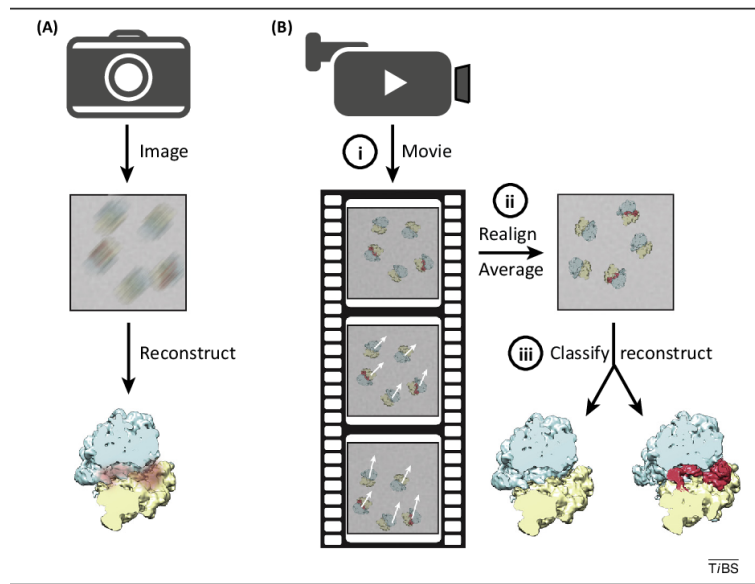 (A)
(B)
Image
i
Movie
ii
Realign
Average
Reconstruct
iii
Classify
reconstruct
TiBS